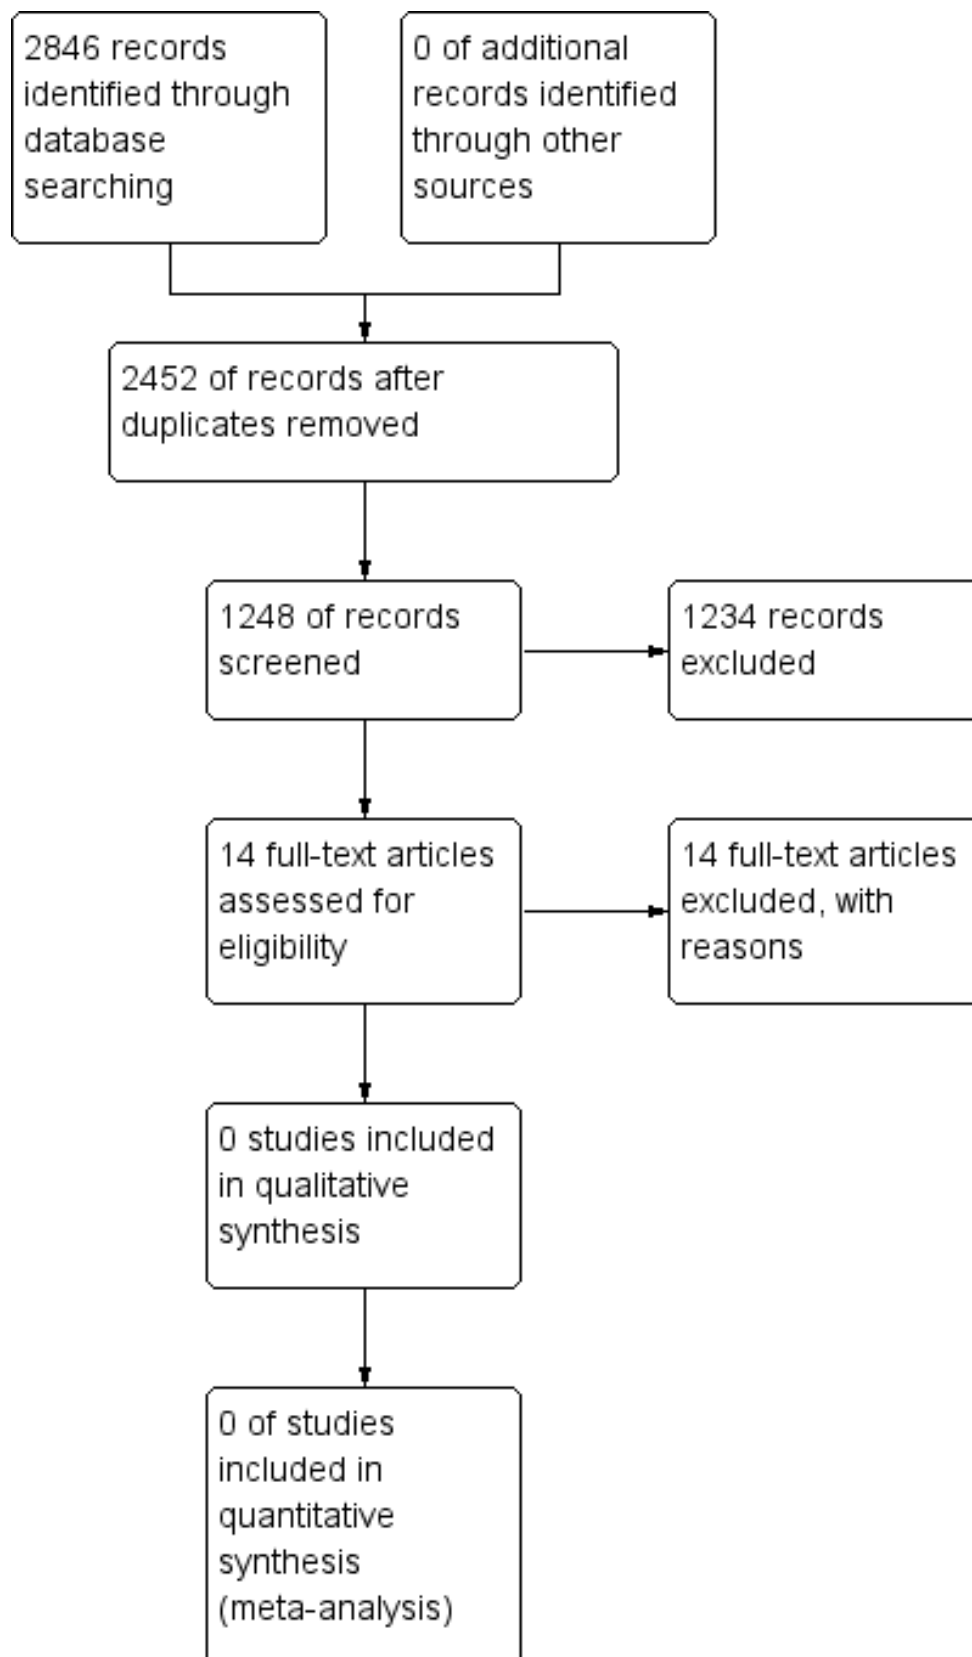 2846 records
identified through
database
searching
0 of additional
records identified
through other
sources
2452 of records after
duplicates removed
1248 of records
screened
1234 records
excluded
14 full-text articles
assessed for
eligibility
14 full-text articles
excluded, with
reasons
0 studies included
in qualitative
synthesis
0 of studies
included in
quantitative
synthesis
(meta-analysis)